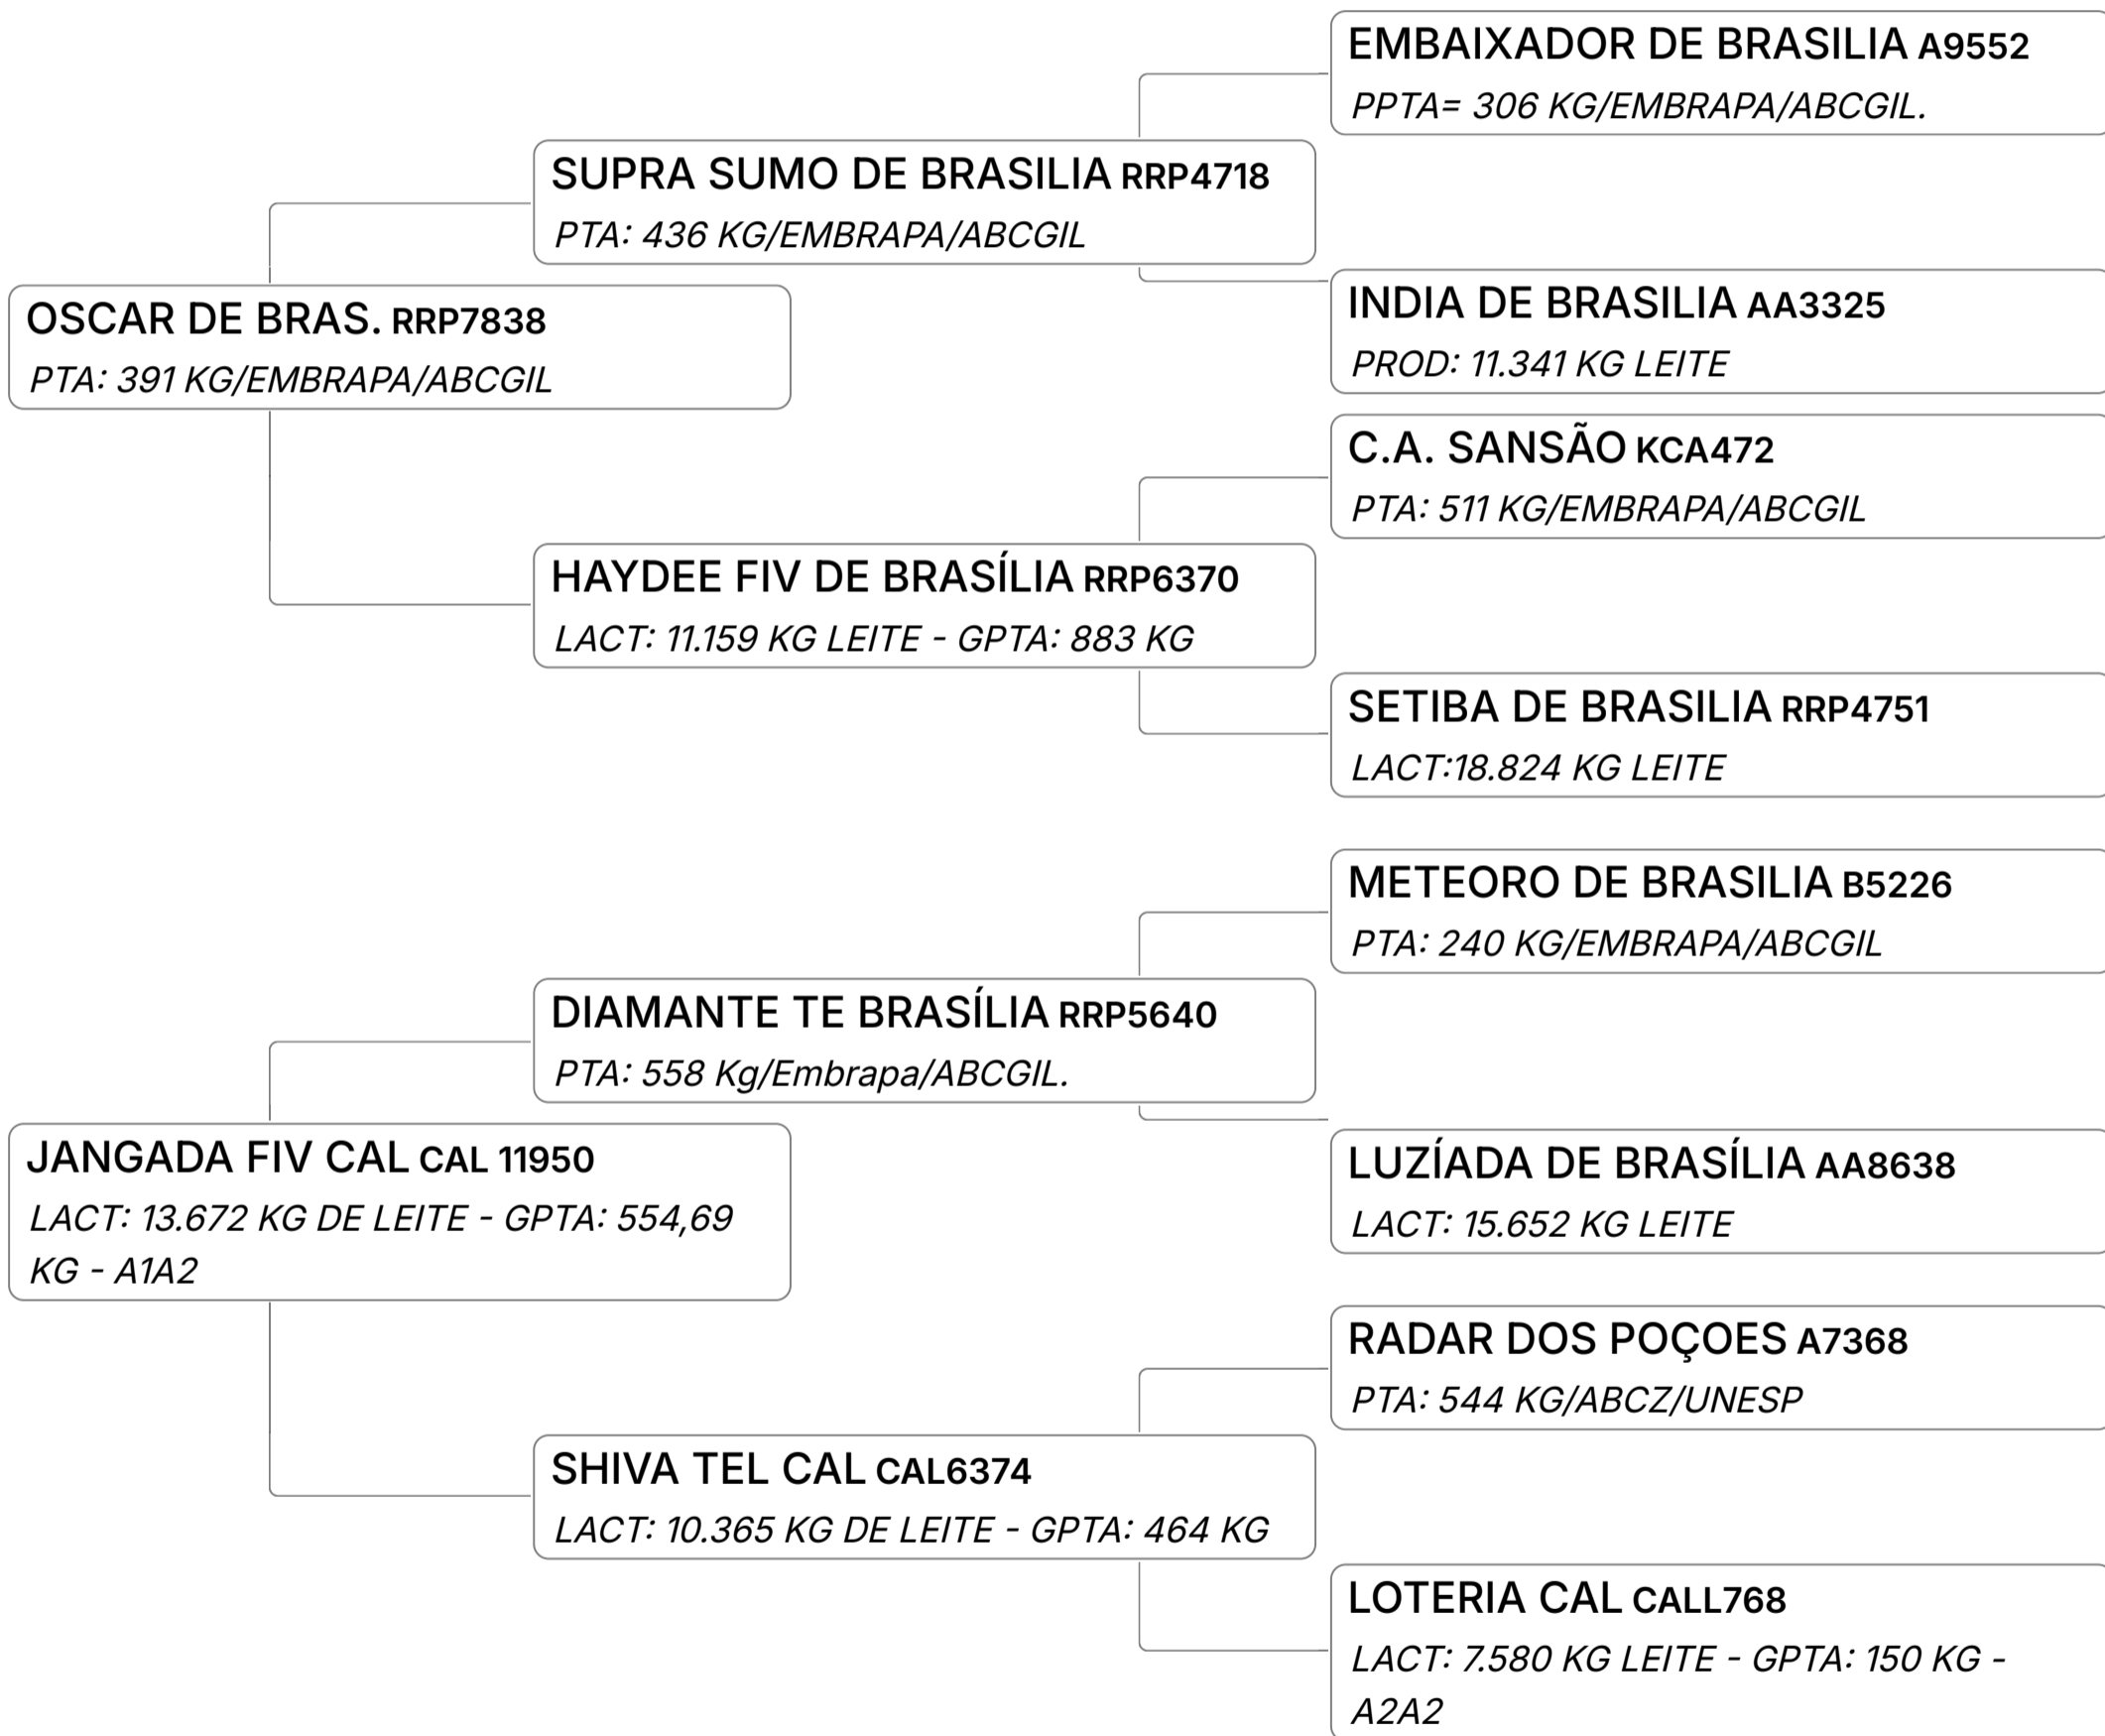 EMBAIXADOR DE BRASILIA A9552
PPTA= 306 KG/EMBRAPA/ABCGIL.
SUPRA SUMO DE BRASILIA RRP4718
PTA: 436 KG/EMBRAPA/ABCGIL
INDIA DE BRASILIA AA3325
PROD: 11.341 KG LEITE
OSCAR DE BRAS. RRP7838
PTA: 391 KG/EMBRAPA/ABCGIL
C.A. SANSÃO KCA472
PTA: 511 KG/EMBRAPA/ABCGIL
HAYDEE FIV DE BRASÍLIA RRP6370
LACT: 11.159 KG LEITE - GPTA: 883 KG
SETIBA DE BRASILIA RRP4751
LACT:18.824 KG LEITE
METEORO DE BRASILIA B5226
PTA: 240 KG/EMBRAPA/ABCGIL
DIAMANTE TE BRASÍLIA RRP5640
PTA: 558 Kg/Embrapa/ABCGIL.
LUZÍADA DE BRASÍLIA AA8638
LACT: 15.652 KG LEITE
JANGADA FIV CAL CAL 11950
LACT: 13.672 KG DE LEITE - GPTA: 554,69
KG - A1A2
RADAR DOS POÇOES A7368
PTA: 544 KG/ABCZ/UNESP
SHIVA TEL CAL CAL6374
LACT: 10.365 KG DE LEITE - GPTA: 464 KG
LOTERIA CAL CALL768
LACT: 7.580 KG LEITE - GPTA: 150 KG -
A2A2